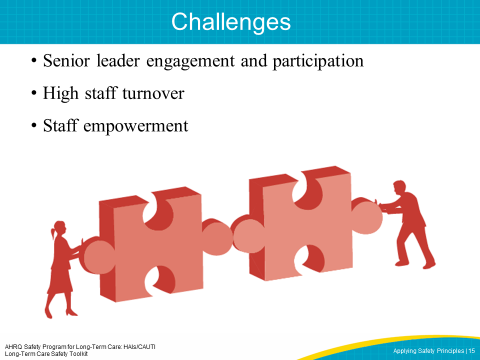 Challenges
• Senior leader engagement and participation
• High staff turnover
• Staff empowerment
AHRQ Safety Program for Long-Term Care: HAIs/CAUTI
Long-Term Care Safety Toolkit
Applying Safety Principles | 15